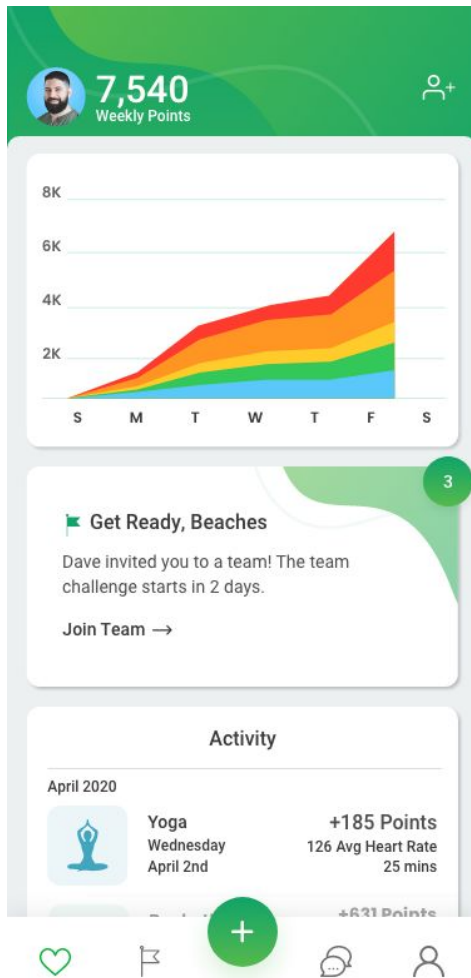 7,540
Weekly Points
8K
6K
4K
2K
S M T W T F S
3
Get Ready, Beaches
Dave invited you to a team! The team
challenge starts in 2 days.
Join Team →
Activity
April 2020
Yoga
+185 Points
Wednesday
126 Avg Heart Rate
April 2nd
25 mins
+631 Points